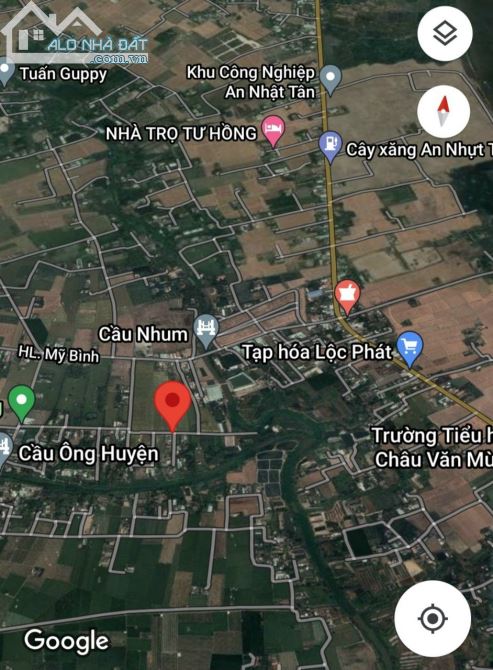 ALO NHÀ ĐẤT
.com.vn
Tuấn Guppy
Khu Công Nghiệp
An Nhật Tân
NHÀ TRỌ TƯ HỒNG
Cây xăng An Nhựt T
Cầu Nhum
HL. Mỹ Bình
Tạp hóa Lộc Phát
Cầu Ông Huyện
Trường Tiểu h
Châu Văn Mù
Google